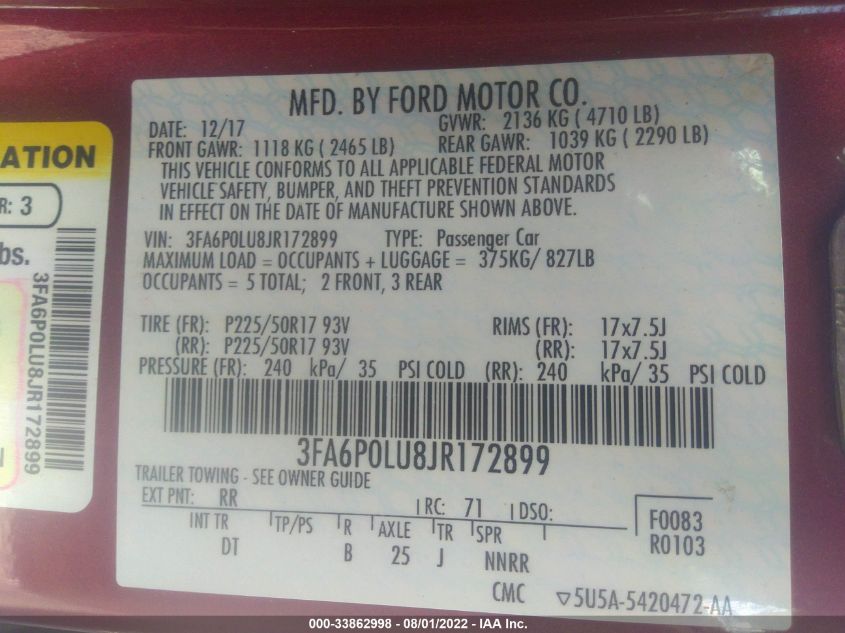 MFD. BY FORD MOTOR CO.
DATE: 12/17 GVWR: 2136 KG ( 4710 LB)
FRONT GAWR: 1118 KG ( 2465 LB) REAR GAWR: 1039 KG ( 2290 LB)
THIS VEHICLE CONFORMS TO ALL APPLICABLE FEDERAL MOTOR
VEHICLE SAFETY, BUMPER, AND THEFT PREVENTION STANDARDS
IN EFFECT ON THE DATE OF MANUFACTURE SHOWN ABOVE.
VIN: 3FA6P0LU8JR172899 TYPE: Passenger Car
MAXIMUM LOAD = OCCUPANTS + LUGGAGE = 375KG/ 827LB
OCCUPANTS = 5 TOTAL; 2 FRONT, 3 REAR
TIRE (FR): P225/50R17 93V RIMS (FR): 17x7.5J
(RR): P225/50R17 93V (RR): 17x7.5J
PRESSURE (FR): 240 kPa/ 35 PSI COLD (RR): 240 kPa/ 35 PSI COLD
3FA6P0LU8JR172899
TRAILER TOWING - SEE OWNER GUIDE
EXT PNT: RR RC: 71 DSO:
INT TR TP/PS R AXLE TR SPR
DT B 25 J NNRR
F0083
R0103
CMC ▽5U5A-5420472-AA
ATION
R: 3
bs.
3FA6P0LU8JR172899
000-33862998 - 08/01/2022 - IAA Inc.